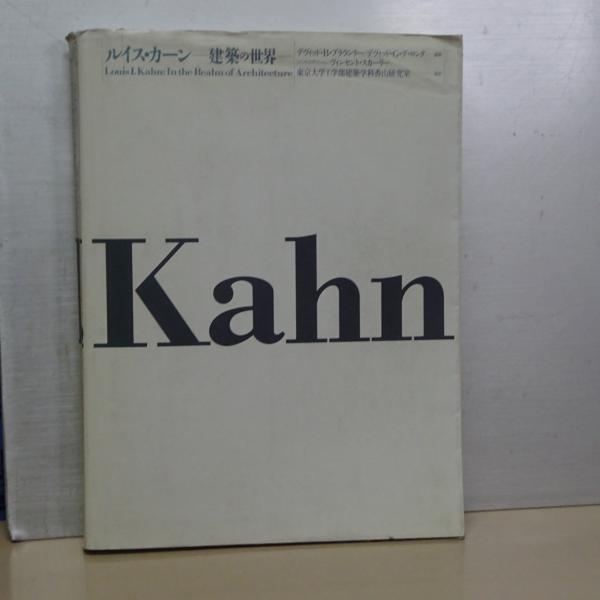 ルイス・カーン——建築の世界
Louis I.Kahn: In the Realm of Architecture
デヴィッド・B・ブラウンリー/デヴィッド・G・デ・ロング
ヴィンセント・スカーリー
東京大学工学部建築学科香山研究室
Kahn